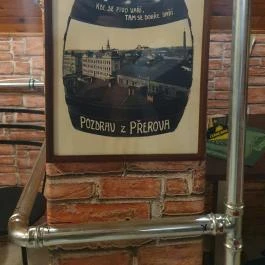 KDE SE PIVO VAŘÍ,
TAM SE DOBŘE DAŘÍ.
POZDRAV Z PŘEROVA